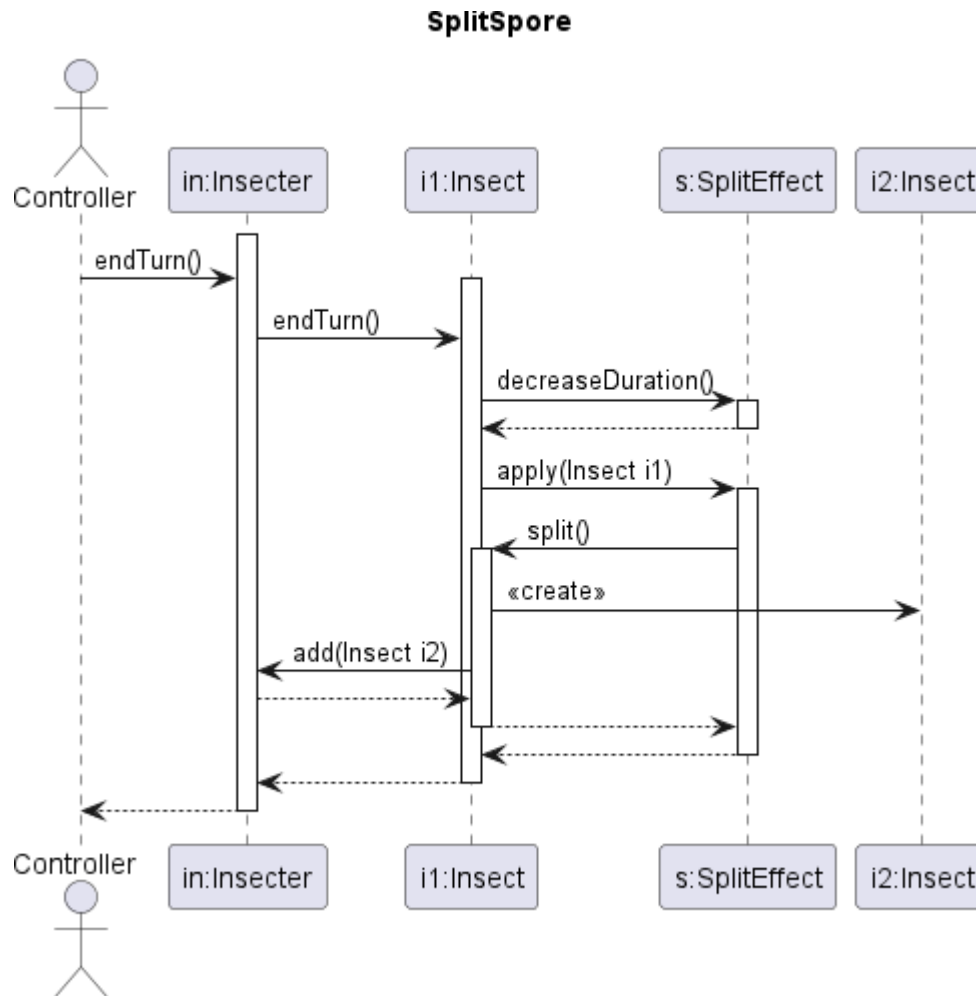 SplitSpore
Controller
in:Insecter
i1:Insect
s:SplitEffect
i2:Insect
endTurn()
endTurn()
decreaseDuration()
apply(Insect i1)
split()
«create»
add(Insect i2)
Controller
in:Insecter
i1:Insect
s:SplitEffect
i2:Insect